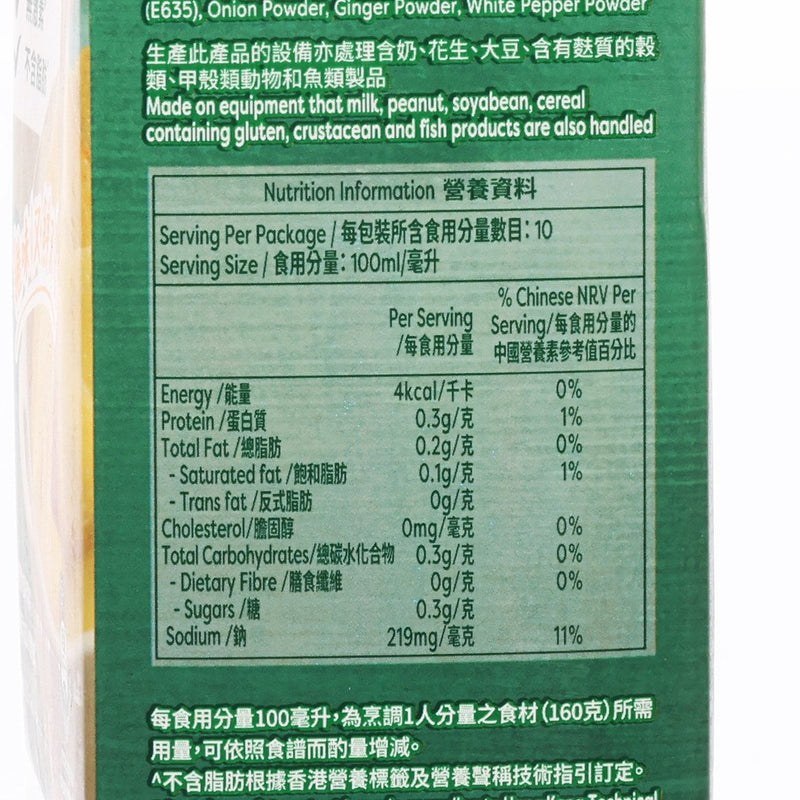 (E635), Onion Powder, Ginger Powder, White Pepper Powder
生產此產品的設備亦處理含奶、花生、大豆、含有麩質的穀
類、甲殼類動物和魚類製品
Made on equipment that milk, peanut, soyabean, cereal
containing gluten, crustacean and fish products are also handled
Nutrition Information 營養資料
Serving Per Package / 每包裝所含食用分量數目：10
Serving Size / 食用分量：100ml/毫升
Per Serving
/每食用分量
% Chinese NRV Per
Serving/每食用分量的
中國營養素參考值百分比
Energy /能量 4kcal/千卡 0%
Protein /蛋白質 0.3g/克 1%
Total Fat /總脂肪 0.2g/克 0%
- Saturated fat /飽和脂肪 0.1g/克 1%
- Trans fat /反式脂肪 0g/克
Cholesterol/膽固醇 0mg/毫克 0%
Total Carbohydrates/總碳水化合物 0.3g/克 0%
- Dietary Fibre /膳食纖維 0g/克 0%
- Sugars /糖 0.3g/克
Sodium /鈉 219mg/毫克 11%
每食用分量100毫升，為烹調1人分量之食材（160克）所需
用量，可依照食譜而酌量增減。
^不含脂肪根據香港營養標籤及營養聲稱技術指引訂定。
不含脂肪